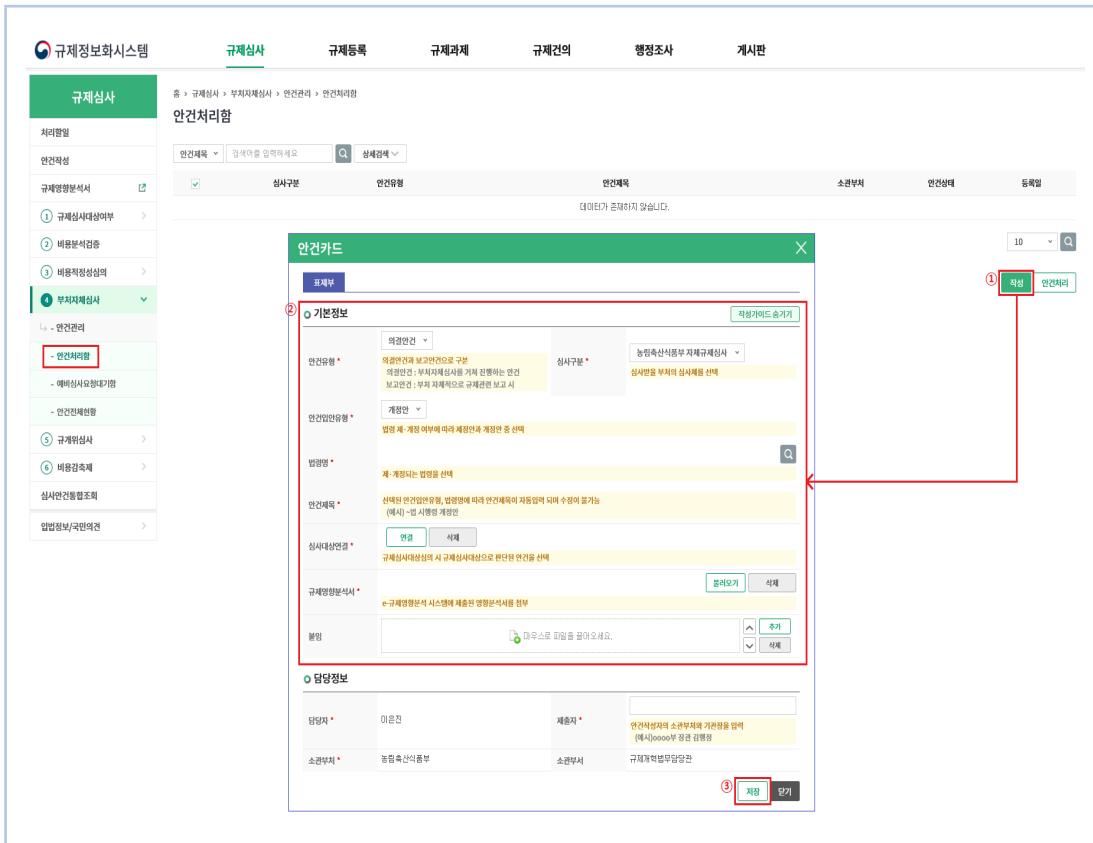 규제정보화시스템
규제심사 규제등록 규제과제 규제건의 행정조사 게시판
규제심사
처리할일
안건작성
규제영향분석서
① 규제심사대상여부
② 비용분석검증
③ 비용적정성심의
④ 부처자체심사
- 안건관리
- 안건처리함
- 예비심사요청대기함
- 안건전체현황
⑤ 규개위심사
⑥ 비용감축제
심사안건통합조회
입법정보/국민의견
홈 > 규제심사 > 부처자체심사 > 안건관리 > 안건처리함
안건처리함
안건제목 검색어를 입력하세요 상세검색
심사구분 안건유형 안건제목 소관부처 안건상태 등록일
데이터가 존재하지 않습니다.
10
① 작성 안건처리
안건카드
표제부
② 기본정보 작성가이드 숨기기
안건유형 * 의결안건
의결안건과 보고안건으로 구분
의결안건 : 부처자체심사를 거쳐 진행하는 안건
보고안건 : 부처 자체적으로 규제관련 보고 시
심사구분 * 농림축산식품부 자체규제심사
심사받을 부처의 심사체를 선택
안건입안유형 * 개정안
법령 제·개정 여부에 따라 제정안과 개정안 중 선택
법령명 *
제·개정되는 법령을 선택
안건제목 * 선택된 안건입안유형, 법령명에 따라 안건제목이 자동입력 되며 수정이 불가능
(예시) ~법 시행령 개정안
심사대상연결 * 연결 삭제
규제심사대상심의 시 규제심사대상으로 판단된 안건을 선택
규제영향분석서 * 불러오기 삭제
e-규제영향분석 시스템에 제출된 영향분석서를 첨부
붙임 마우스로 파일을 끌어오세요. 추가
삭제
담당정보
담당자 * 이은진 제출자 *
안건작성자의 소관부처와 기관장을 입력
(예시)oooo부 장관 김행정
소관부처 * 농림축산식품부 소관부서 규제개혁법무담당관
③ 저장 닫기